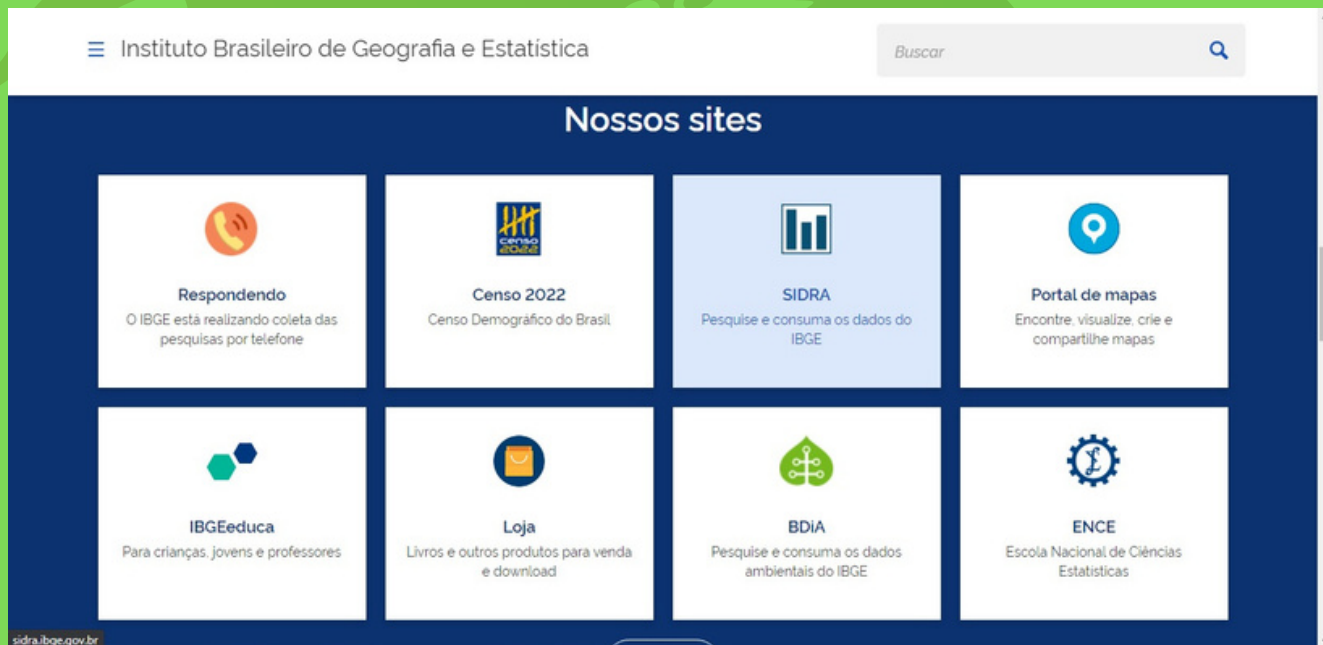 Instituto Brasileiro de Geografia e Estatística
Buscar
Nossos sites
Respondendo
O IBGE está realizando coleta das
pesquisas por telefone
censo
2022
Censo 2022
Censo Demográfico do Brasil
SIDRA
Pesquise e consuma os dados do
IBGE
Portal de mapas
Encontre, visualize, crie e
compartilhe mapas
IBGEeduca
Para crianças, jovens e professores
Loja
Livros e outros produtos para venda
e download
BDiA
Pesquise e consuma os dados
ambientais do IBGE
ENCE
Escola Nacional de Ciências
Estatísticas
sidra.ibge.gov.br